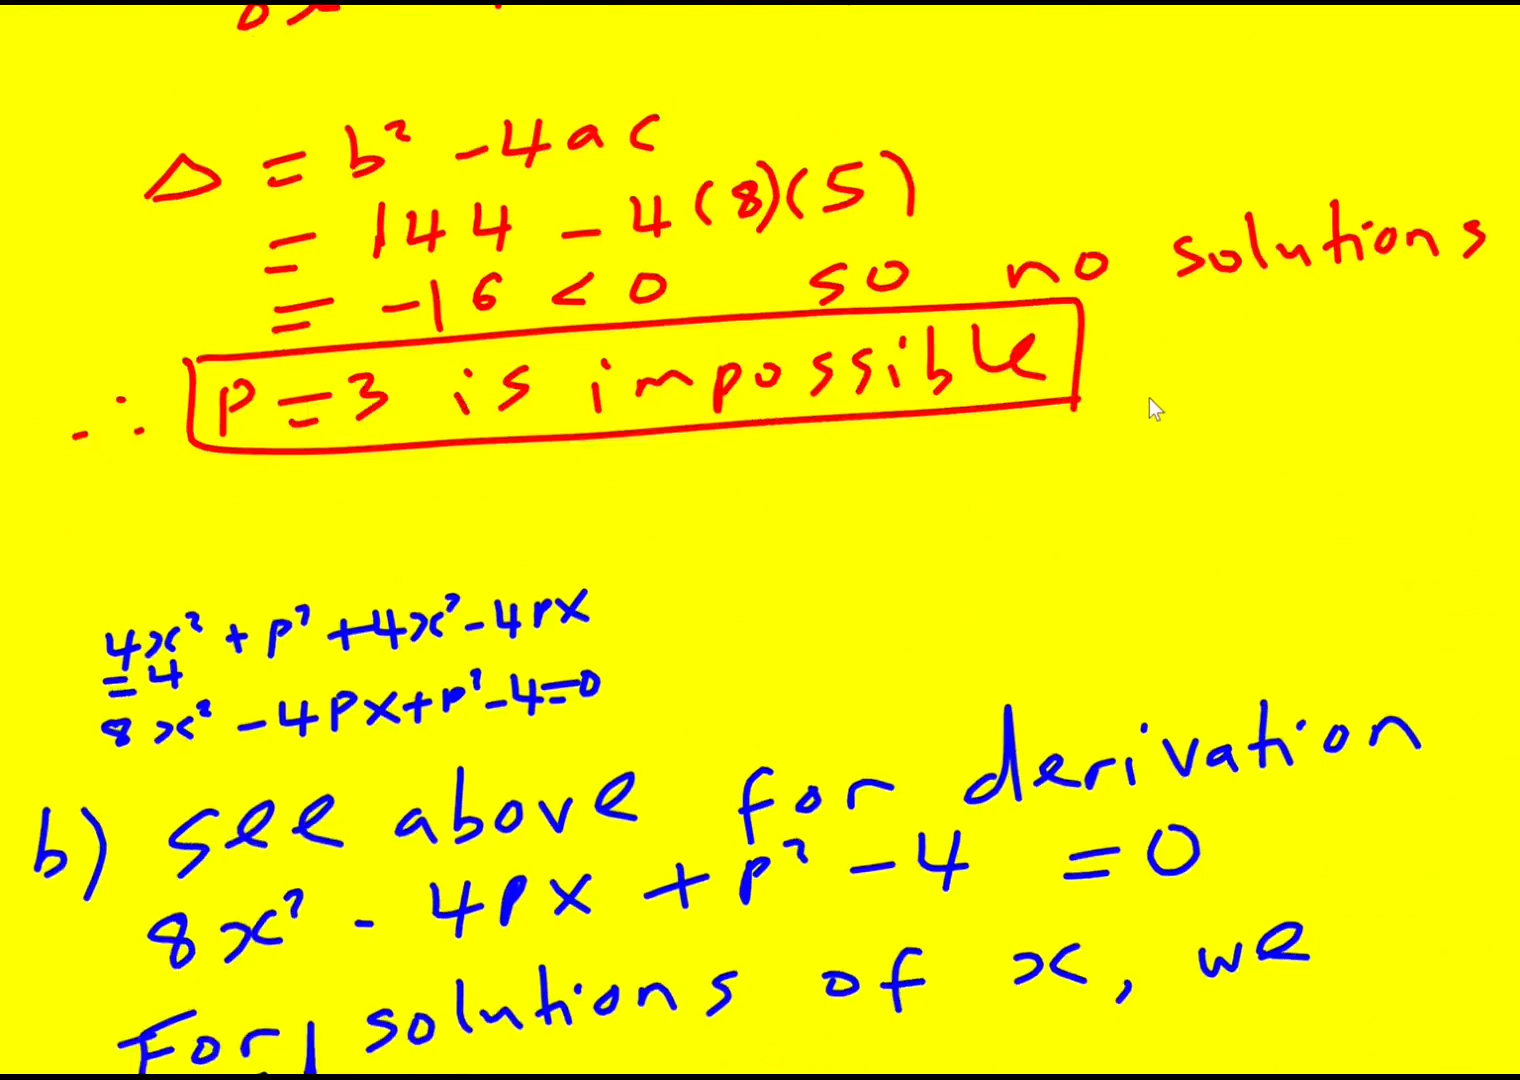 Δ = b² - 4ac
= 144 - 4(8)(5)
= -16 < 0 so no solutions
∴ P = 3 is impossible
4x² + p² + 4x² - 4px
= 4
8x² - 4px + p² - 4 = 0
b) see above for derivation
8x² - 4px + p² - 4 = 0
For solutions of x, we